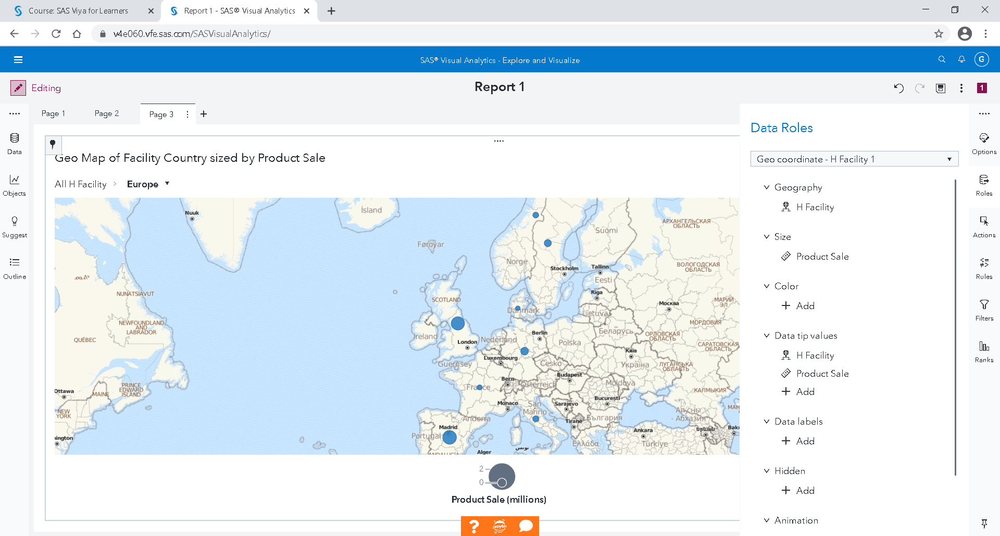 Course: SAS Viya for Learners
Report 1 - SAS® Visual Analytics
v4e060.vfe.sas.com/SASVisualAnalytics/
SAS® Visual Analytics - Explore and Visualize
G
Editing
Report 1
1
Page 1
Page 2
Page 3
Data
Objects
Suggest
Outline
Geo Map of Facility Country sized by Product Sale
All H Facility
Europe
Nuuk
Ísland
Føroyar
Norge
Suomi
Stockholm
Tallinn
Eesti
Rīga
Lietuva
Danmark
SCOTLAND
Ireland
London
Nederland
Berlin
Polska
Беларусь
Москва
АРХАНГЕЛЬСКАЯ
ОБЛАСТЬ
ВОЛОГОДСКАЯ
ОБЛАСТЬ
МАРИЙ
ЭЛ
МОРДОВИЯ
ОРЛОВСКАЯ
ОБЛАСТЬ
САРАТОВСКАЯ
ОБЛАСТЬ
Київ
Україна
ЛУГАНСЬКА
ОБЛАСТЬ
КАЛМЫКИЯ
NUNATSIAVUT
NEWFOUNDLAND
AND
LABRADOR
QUÉBEC
PRINCE
EDWARD
ISLAND
MAINE
Ottawa
NEW
YORK
ington
Guernsey
Luxembourg
Česko
Budapest
Moldova
Bern
Österreich
France
Monaco
San
Marino
Sarajevo
București
Andorra
Tiranë
България
Madrid
Portugal
ANDALUCÍA
Alger
تونس
Ελλάδα
Ankara
Türkiye
Аҧсны
- Абхазия
Երևան
Bakı
2
0
Product Sale (millions)
?
jupyter
Data Roles
Geo coordinate - H Facility 1
Geography
H Facility
Size
Product Sale
Color
Add
Data tip values
H Facility
Product Sale
Add
Data labels
Add
Hidden
Add
Animation
Options
Roles
Actions
Rules
Filters
Ranks